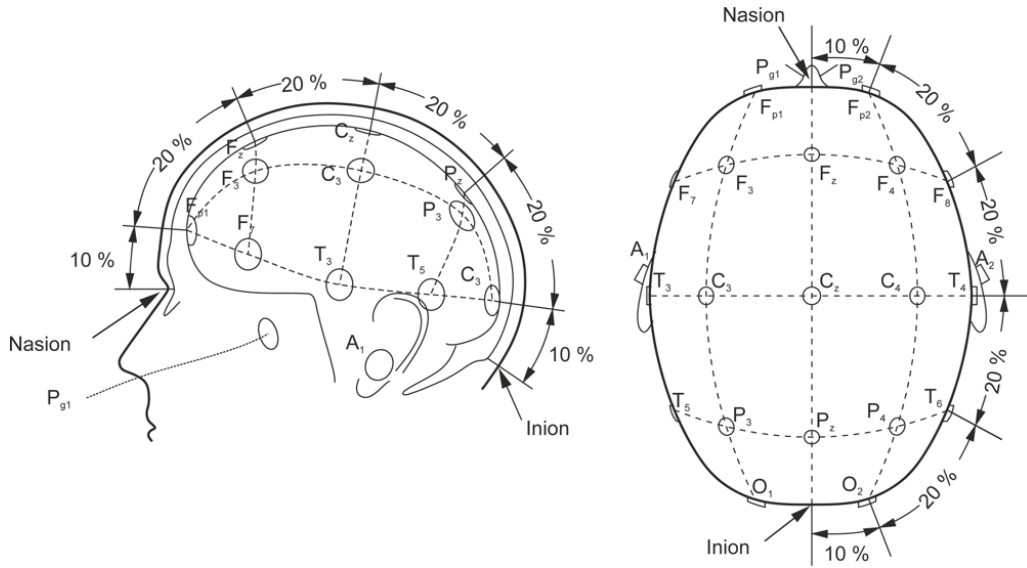 20 %
20 %
20 %
20 %
10 %
10 %
Fz
Cz
Pz
F3
C3
P3
Fp1
F7
T3
T5
C3
A1
Nasion
Pg1
Inion
Nasion
10 %
Pg1
Pg2
20 %
Fp1
Fp2
F7
F3
Fz
F4
F8
20 %
A1
A2
T3
C3
Cz
C4
T4
20 %
T5
P3
Pz
P4
T6
20 %
O1
O2
Inion
10 %